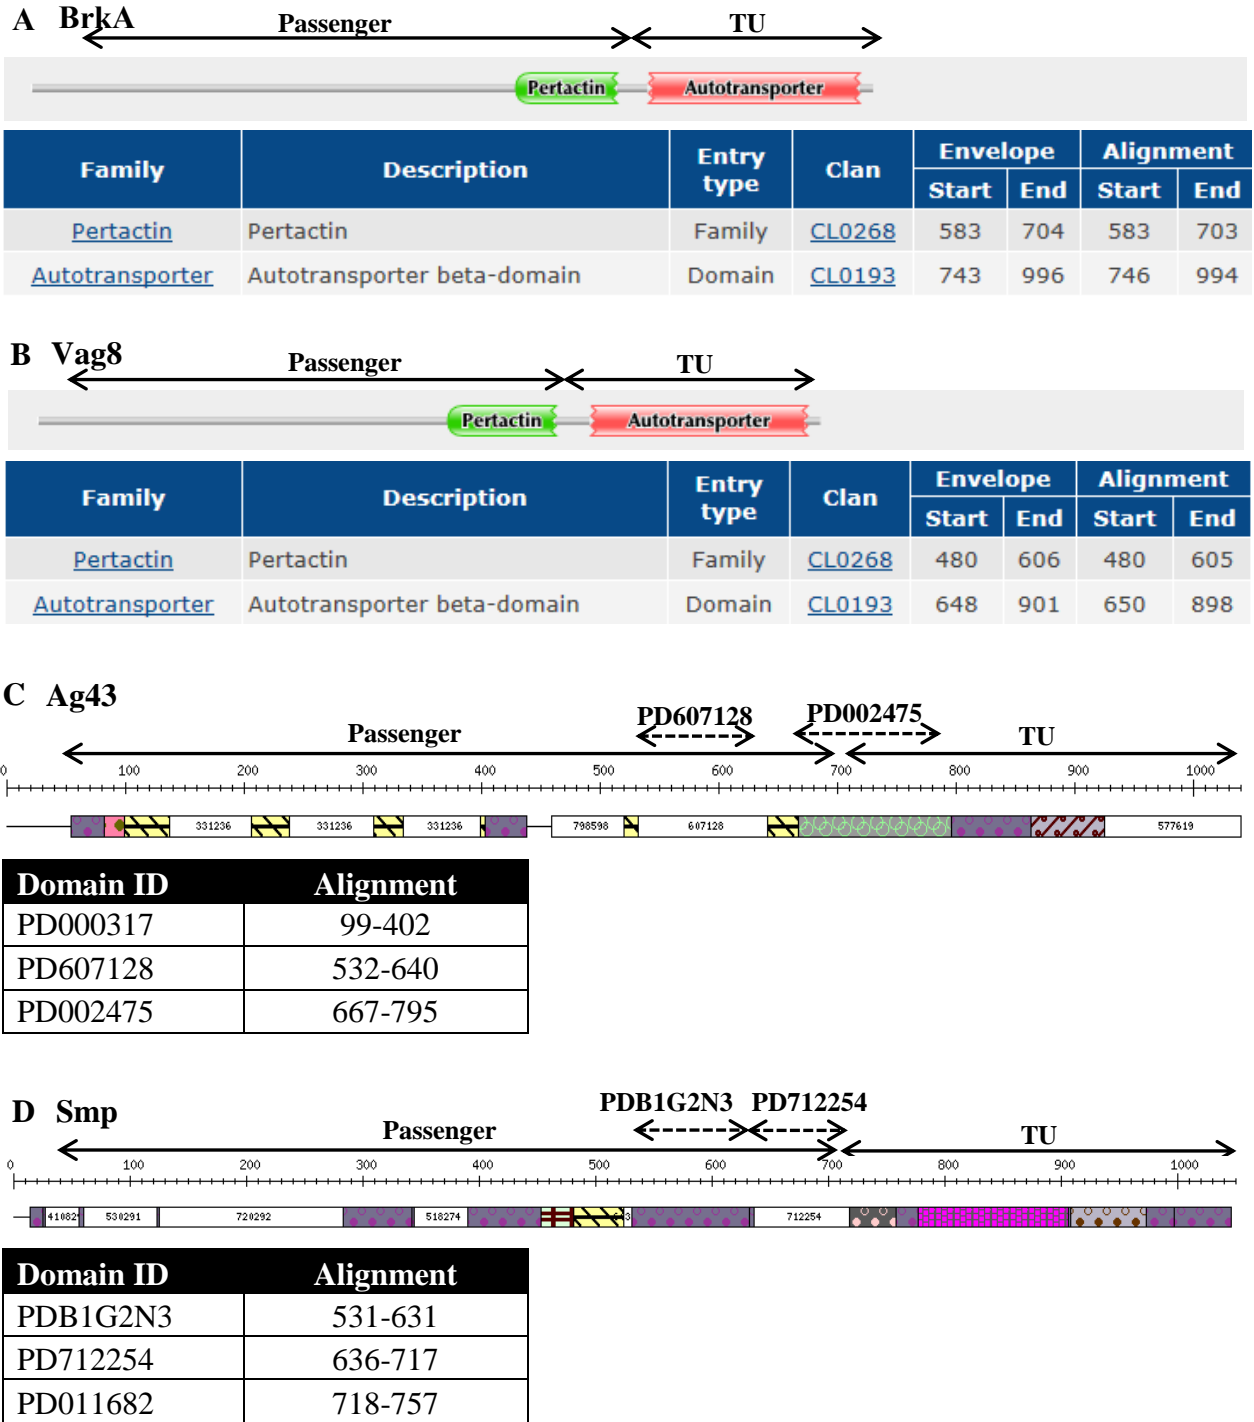 A BrkA
Passenger TU
Pertactin Autotransporter
Family Description Entry type Clan Envelope Alignment
Start End Start End
Pertactin Pertactin Family CL0268 583 704 583 703
Autotransporter Autotransporter beta-domain Domain CL0193 743 996 746 994
B Vag8
Passenger TU
Pertactin Autotransporter
Family Description Entry type Clan Envelope Alignment
Start End Start End
Pertactin Pertactin Family CL0268 480 606 480 605
Autotransporter Autotransporter beta-domain Domain CL0193 648 901 650 898
C Ag43
PD607128 PD002475
Passenger TU
0 100 200 300 400 500 600 700 800 900 1000
331236 331236 331236 798598 607128 577619
Domain ID Alignment
PD000317 99-402
PD607128 532-640
PD002475 667-795
D Smp
PDB1G2N3 PD712254
Passenger TU
0 100 200 300 400 500 600 700 800 900 1000
530291 720292 518274 712254
Domain ID Alignment
PDB1G2N3 531-631
PD712254 636-717
PD011682 718-757